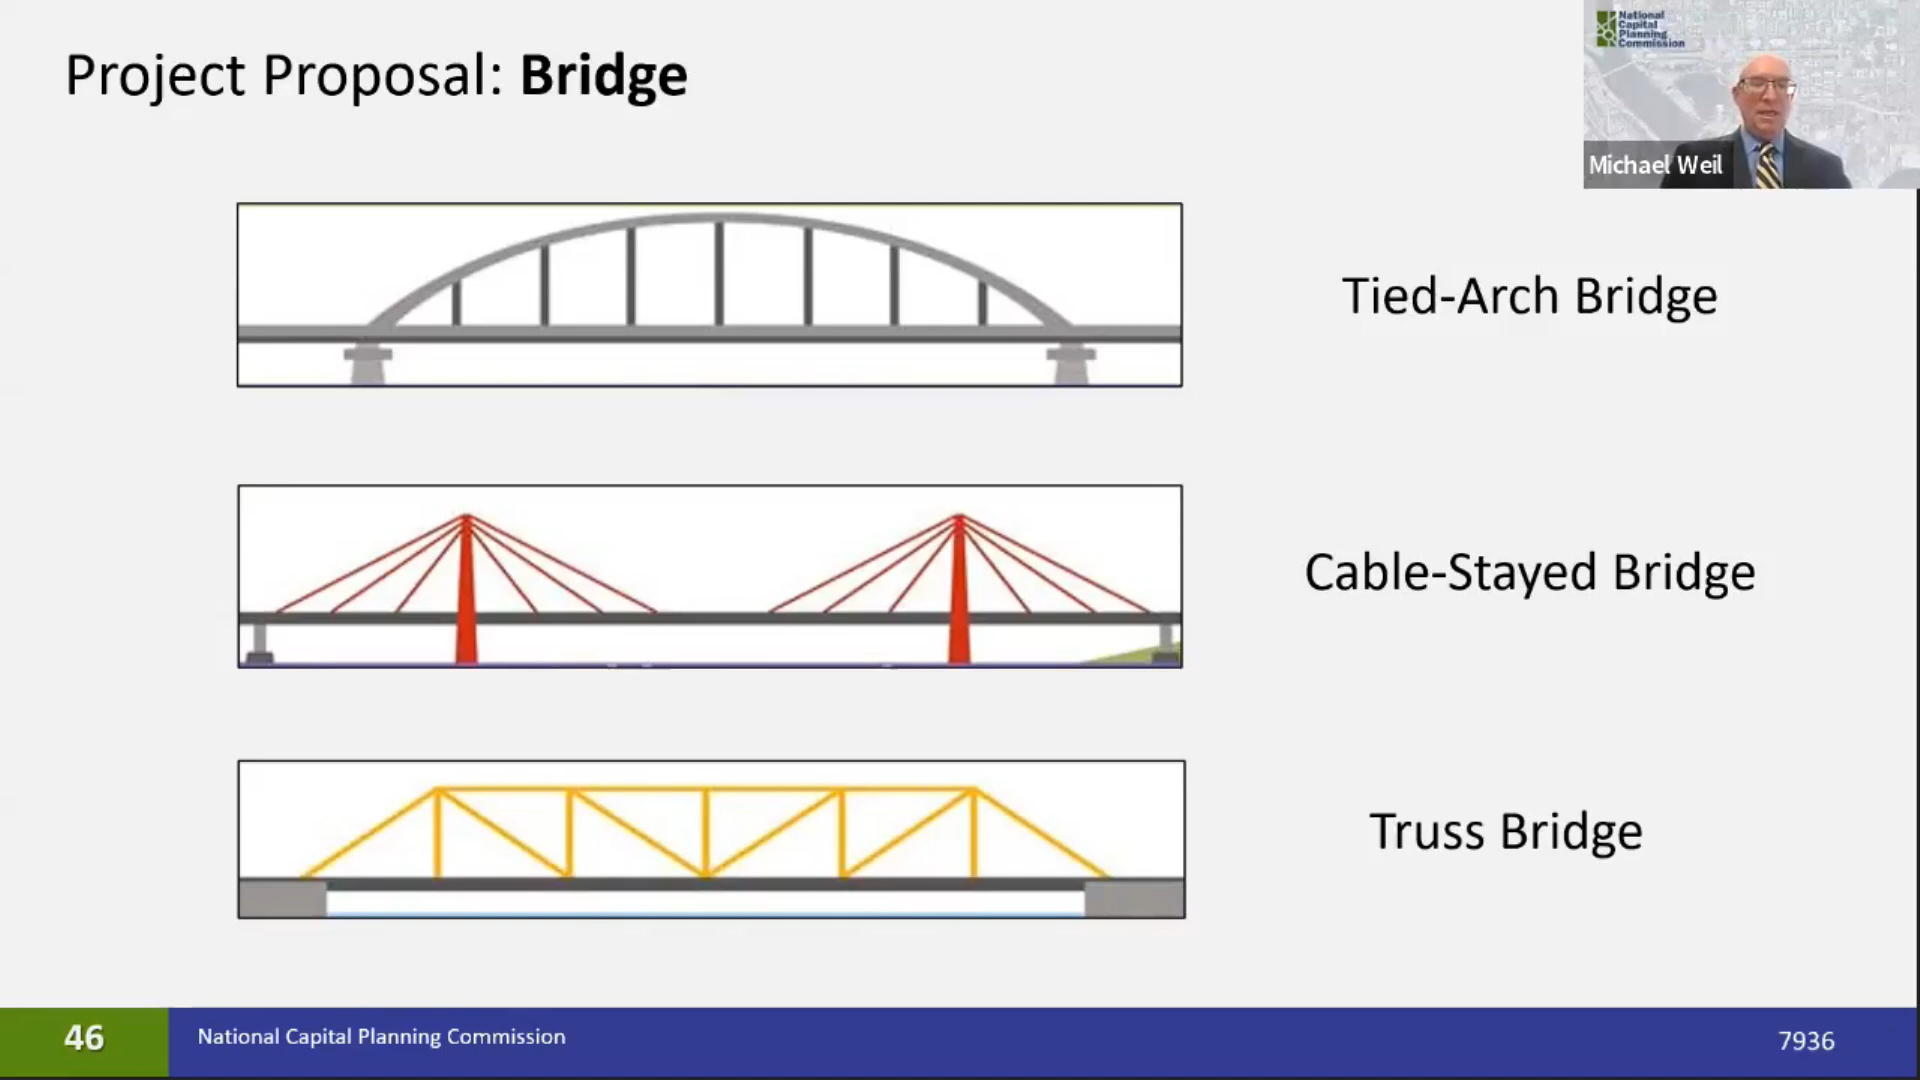 Project Proposal: Bridge
National
Capital
Planning
Commission
Michael Weil
Tied-Arch Bridge
Cable-Stayed Bridge
Truss Bridge
46
National Capital Planning Commission
7936